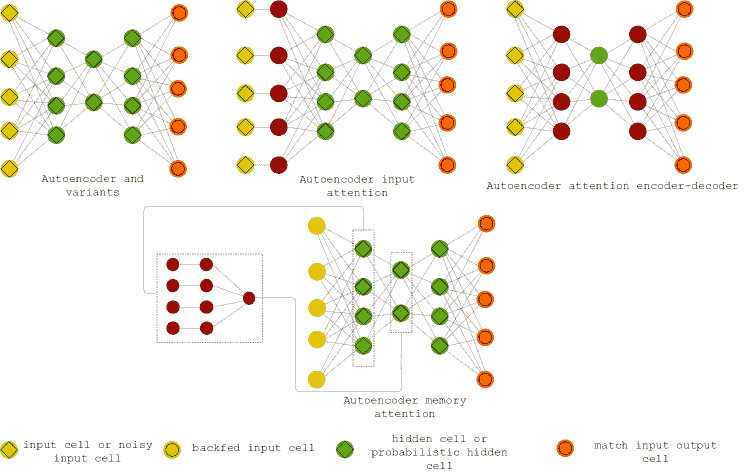 Autoencoder and
variants
Autoencoder input
attention
Autoencoder attention encoder-decoder
Autoencoder memory
attention
input cell or noisy
input cell
backfed input cell
hidden cell or
probabilistic hidden
cell
match input output
cell